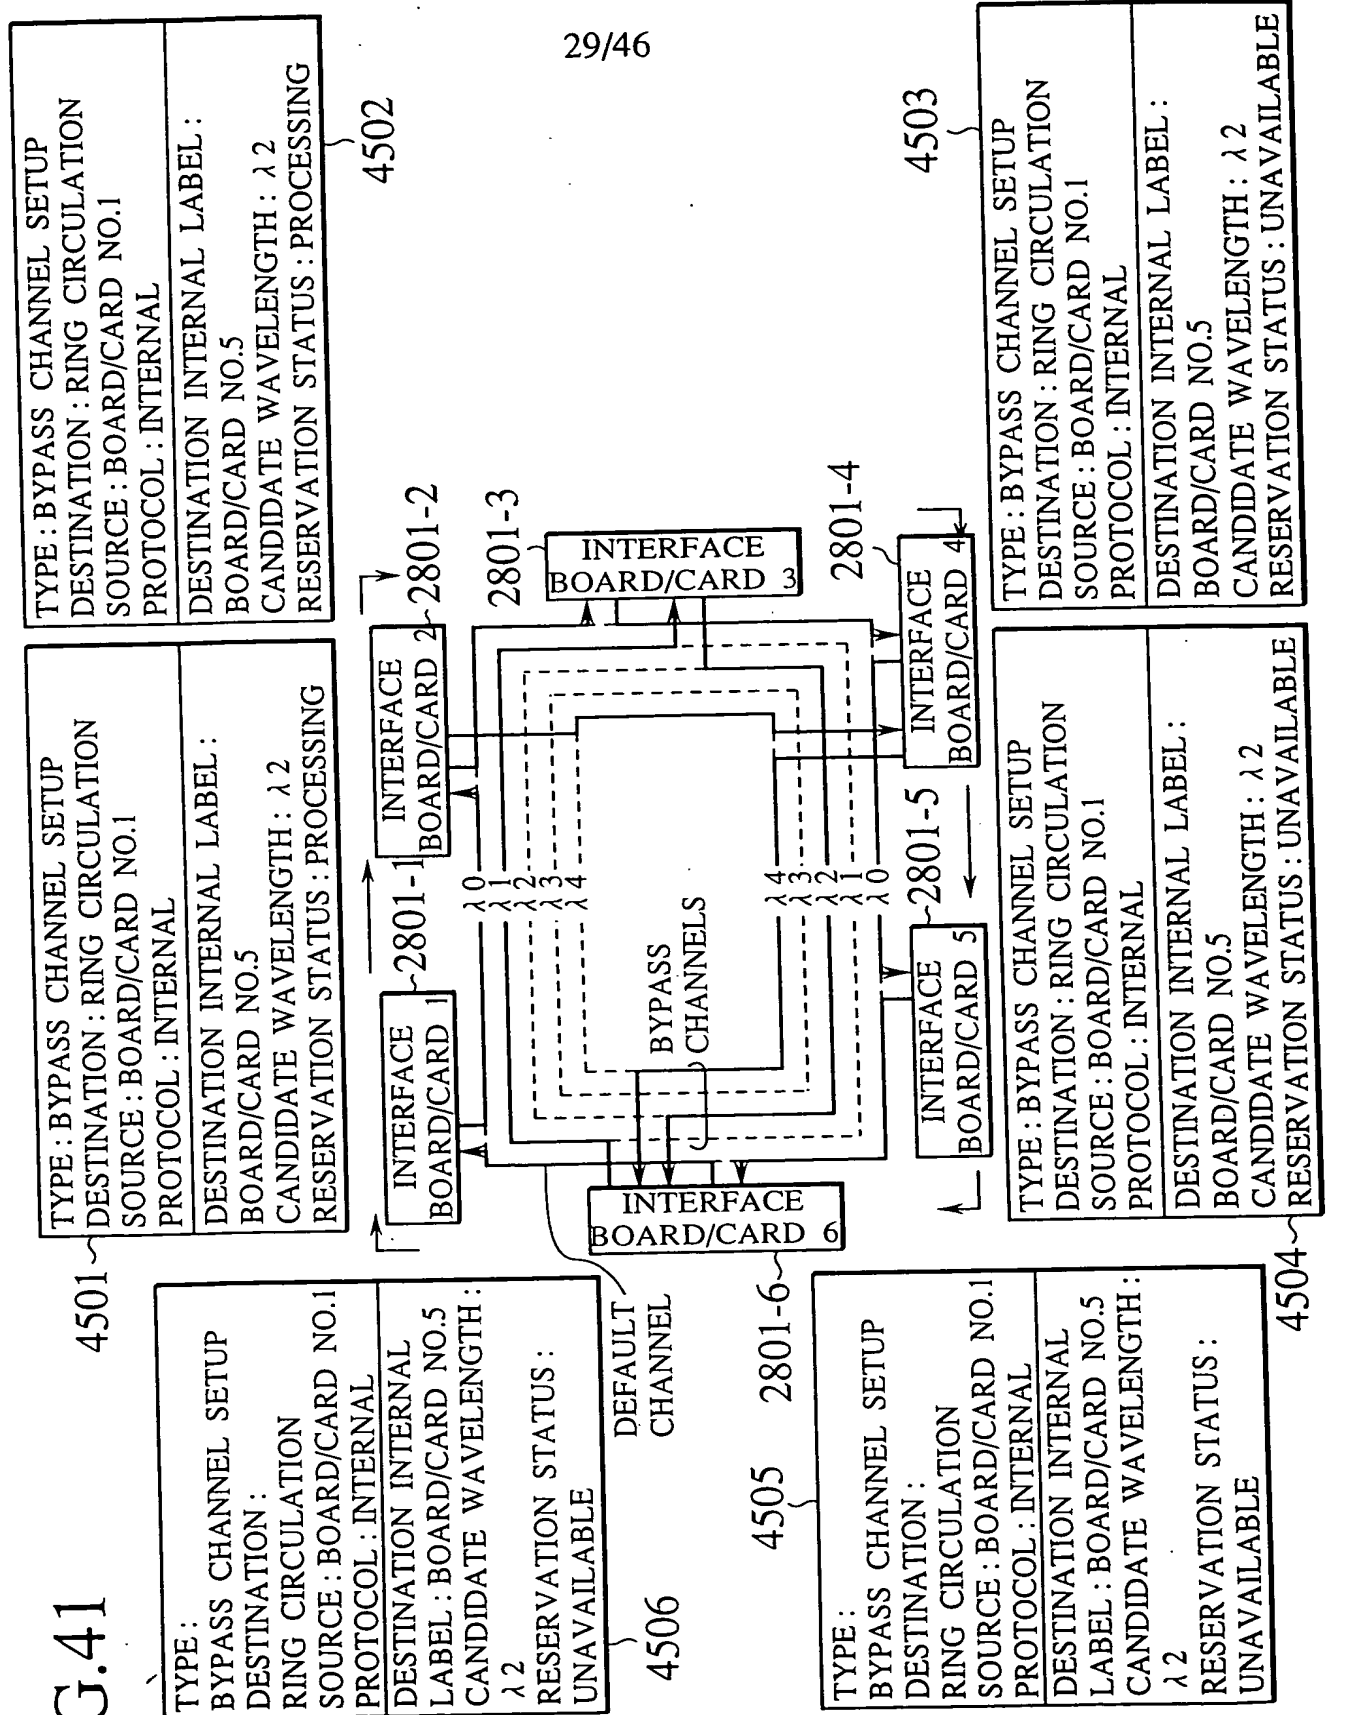 29/46
G.41
TYPE : BYPASS CHANNEL SETUP
DESTINATION : RING CIRCULATION
SOURCE : BOARD/CARD NO.1
PROTOCOL : INTERNAL
DESTINATION INTERNAL LABEL :
BOARD/CARD NO.5
CANDIDATE WAVELENGTH : λ2
RESERVATION STATUS : PROCESSING
4501
TYPE : BYPASS CHANNEL SETUP
DESTINATION : RING CIRCULATION
SOURCE : BOARD/CARD NO.1
PROTOCOL : INTERNAL
DESTINATION INTERNAL LABEL :
BOARD/CARD NO.5
CANDIDATE WAVELENGTH : λ2
RESERVATION STATUS : PROCESSING
4502
TYPE :
BYPASS CHANNEL SETUP
DESTINATION :
RING CIRCULATION
SOURCE : BOARD/CARD NO.1
PROTOCOL : INTERNAL
DESTINATION INTERNAL
LABEL : BOARD/CARD NO.5
CANDIDATE WAVELENGTH :
λ2
RESERVATION STATUS :
UNAVAILABLE
4506
INTERFACE
BOARD/CARD 1
2801-1
INTERFACE
BOARD/CARD 2
2801-2
2801-3
INTERFACE
BOARD/CARD 3
λ0
λ1
λ2
λ3
λ4
BYPASS
CHANNELS
λ4
λ3
λ2
λ1
λ0
DEFAULT
CHANNEL
INTERFACE
BOARD/CARD 6
2801-6
INTERFACE
BOARD/CARD 5
2801-5
INTERFACE
BOARD/CARD 4
2801-4
4505
TYPE :
BYPASS CHANNEL SETUP
DESTINATION :
RING CIRCULATION
SOURCE : BOARD/CARD NO.1
PROTOCOL : INTERNAL
DESTINATION INTERNAL
LABEL : BOARD/CARD NO.5
CANDIDATE WAVELENGTH :
λ2
RESERVATION STATUS :
UNAVAILABLE
TYPE : BYPASS CHANNEL SETUP
DESTINATION : RING CIRCULATION
SOURCE : BOARD/CARD NO.1
PROTOCOL : INTERNAL
DESTINATION INTERNAL LABEL :
BOARD/CARD NO.5
CANDIDATE WAVELENGTH : λ2
RESERVATION STATUS : UNAVAILABLE
4504
4503
TYPE : BYPASS CHANNEL SETUP
DESTINATION : RING CIRCULATION
SOURCE : BOARD/CARD NO.1
PROTOCOL : INTERNAL
DESTINATION INTERNAL LABEL :
BOARD/CARD NO.5
CANDIDATE WAVELENGTH : λ2
RESERVATION STATUS : UNAVAILABLE